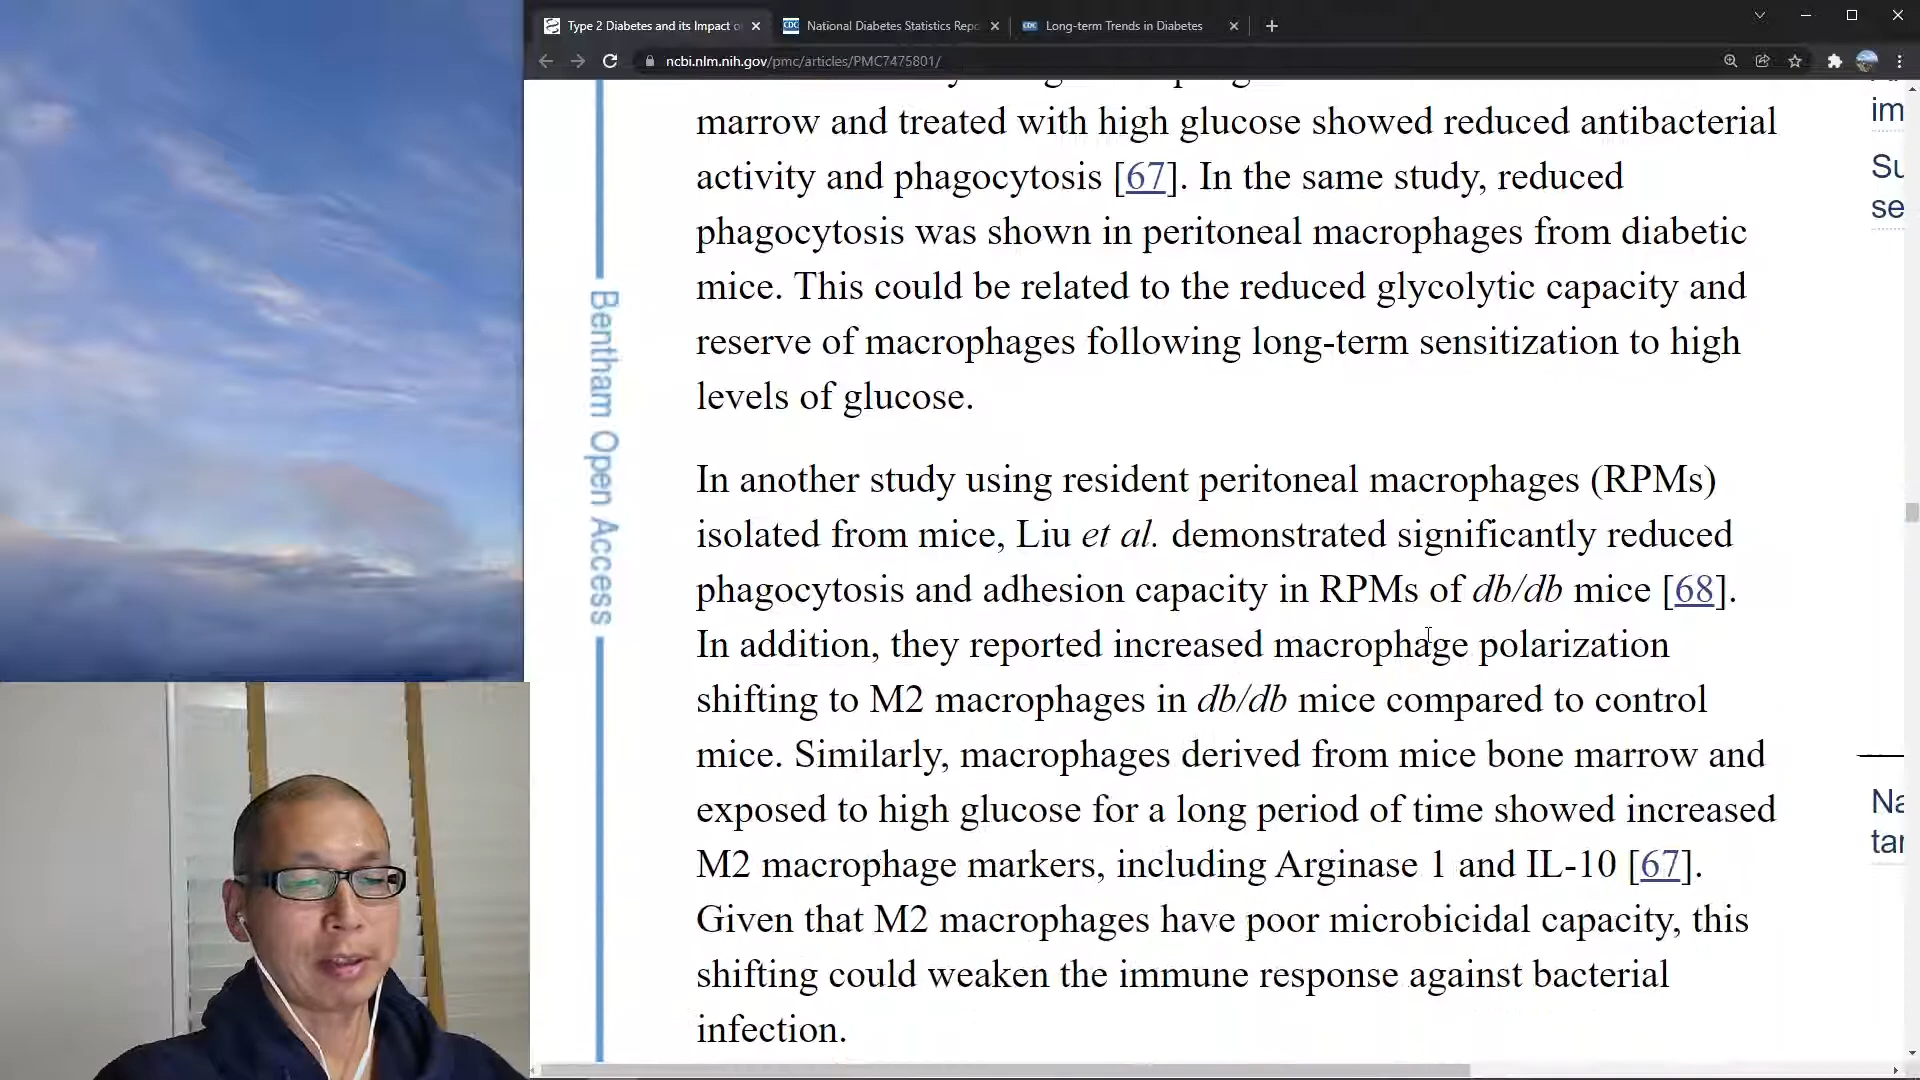 Type 2 Diabetes and its Impact o
National Diabetes Statistics Repo
Long-term Trends in Diabetes
ncbi.nlm.nih.gov/pmc/articles/PMC7475801/
marrow and treated with high glucose showed reduced antibacterial
activity and phagocytosis [67]. In the same study, reduced
phagocytosis was shown in peritoneal macrophages from diabetic
mice. This could be related to the reduced glycolytic capacity and
reserve of macrophages following long-term sensitization to high
levels of glucose.
In another study using resident peritoneal macrophages (RPMs)
isolated from mice, Liu et al. demonstrated significantly reduced
phagocytosis and adhesion capacity in RPMs of db/db mice [68].
In addition, they reported increased macrophage polarization
shifting to M2 macrophages in db/db mice compared to control
mice. Similarly, macrophages derived from mice bone marrow and
exposed to high glucose for a long period of time showed increased
M2 macrophage markers, including Arginase 1 and IL-10 [67].
Given that M2 macrophages have poor microbicidal capacity, this
shifting could weaken the immune response against bacterial
infection.
Bentham Open Access
im
Su
se
Na
tar